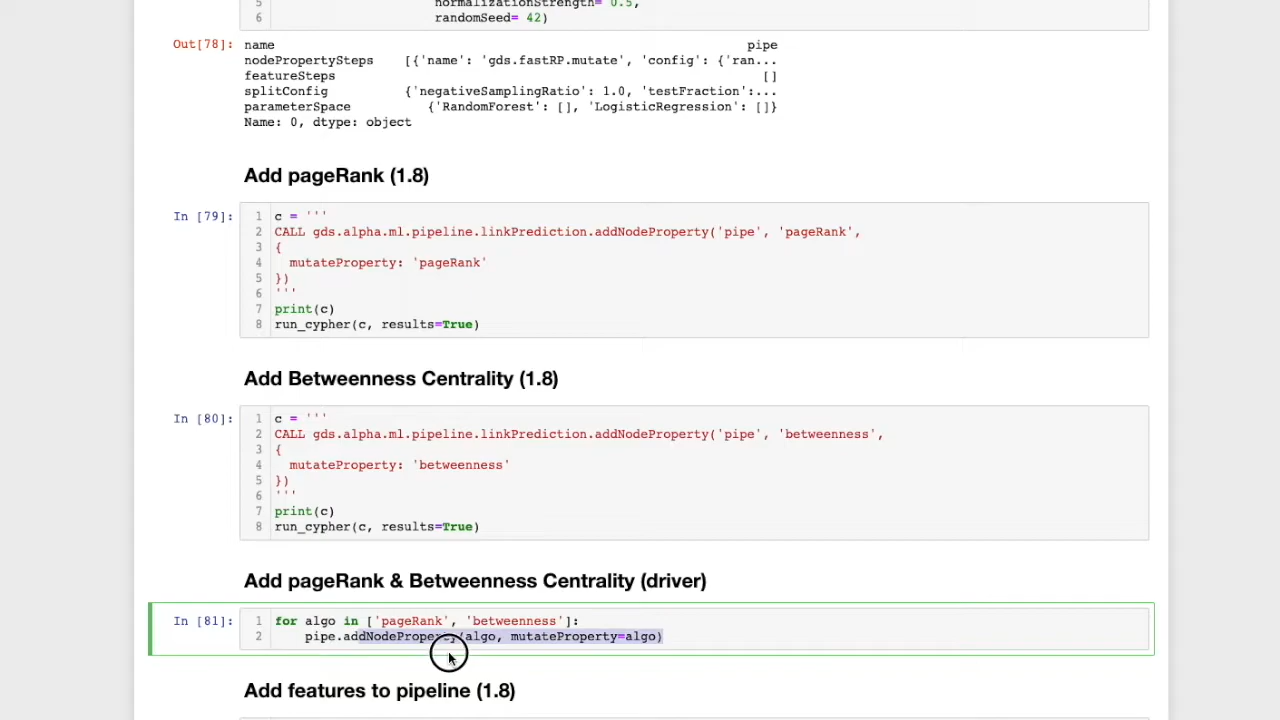 5 normalizationStrength= 0.5,
6 randomSeed= 42)
Out[78]: name pipe
nodePropertySteps [{'name': 'gds.fastRP.mutate', 'config': {'ran...
featureSteps []
splitConfig {'negativeSamplingRatio': 1.0, 'testFraction':...
parameterSpace {'RandomForest': [], 'LogisticRegression': []}
Name: 0, dtype: object
Add pageRank (1.8)
In [79]: 1 c = '''
2 CALL gds.alpha.ml.pipeline.linkPrediction.addNodeProperty('pipe', 'pageRank',
3 {
4 mutateProperty: 'pageRank'
5 })
6 '''
7 print(c)
8 run_cypher(c, results=True)
Add Betweenness Centrality (1.8)
In [80]: 1 c = '''
2 CALL gds.alpha.ml.pipeline.linkPrediction.addNodeProperty('pipe', 'betweenness',
3 {
4 mutateProperty: 'betweenness'
5 })
6 '''
7 print(c)
8 run_cypher(c, results=True)
Add pageRank & Betweenness Centrality (driver)
In [81]: 1 for algo in ['pageRank', 'betweenness']:
2 pipe.addNodeProperty(algo, mutateProperty=algo)
Add features to pipeline (1.8)